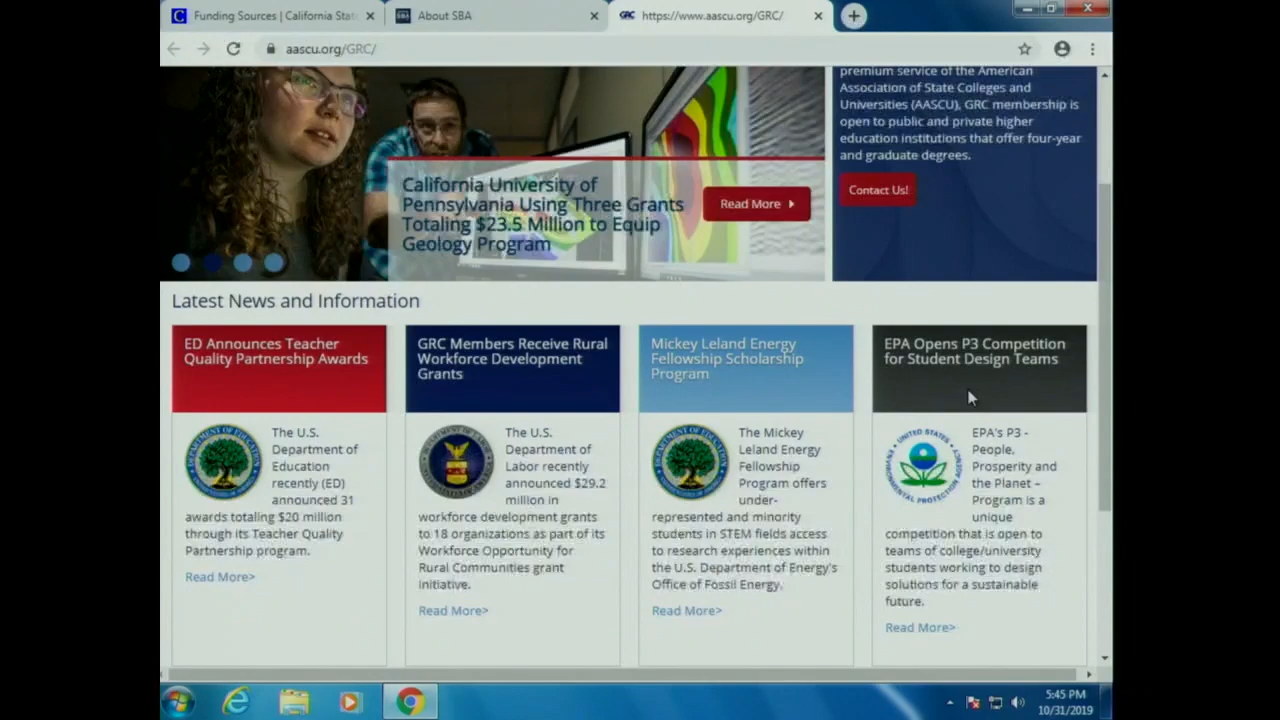 Funding Sources | California Stat
About SBA
GRC https://www.aascu.org/GRC/
aascu.org/GRC/
premium service of the American
Association of State Colleges and
Universities (AASCU), GRC membership is
open to public and private higher
education institutions that offer four-year
and graduate degrees.
Contact Us!
California University of
Pennsylvania Using Three Grants
Totaling $23.5 Million to Equip
Geology Program
Read More
Latest News and Information
ED Announces Teacher
Quality Partnership Awards
The U.S.
Department of
Education
recently (ED)
announced 31
awards totaling $20 million
through its Teacher Quality
Partnership program.
Read More>
GRC Members Receive Rural
Workforce Development
Grants
The U.S.
Department of
Labor recently
announced $29.2
million in
workforce development grants
to 18 organizations as part of its
Workforce Opportunity for
Rural Communities grant
initiative.
Read More>
Mickey Leland Energy
Fellowship Scholarship
Program
The Mickey
Leland Energy
Fellowship
Program offers
under-
represented and minority
students in STEM fields access
to research experiences within
the U.S. Department of Energy's
Office of Fossil Energy.
Read More>
EPA Opens P3 Competition
for Student Design Teams
UNITED STATES
ENVIRONMENTAL PROTECTION AGENCY
EPA's P3 -
People,
Prosperity and
the Planet –
Program is a
unique
competition that is open to
teams of college/university
students working to design
solutions for a sustainable
future.
Read More>
5:45 PM
10/31/2019